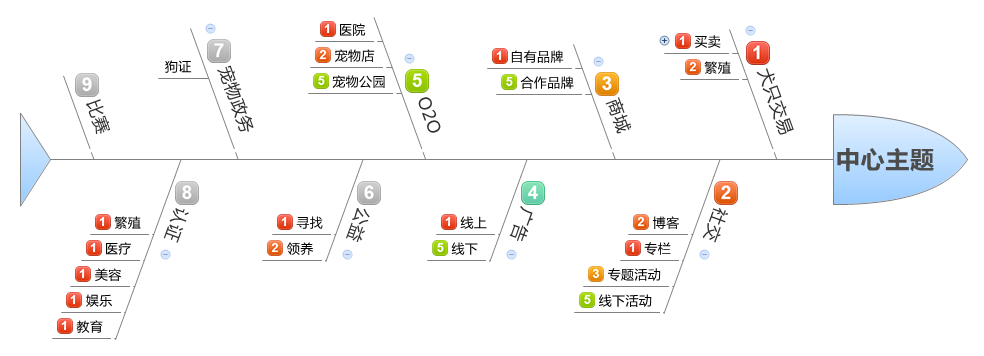 中心主题
1 犬只交易
1 买卖
2 繁殖
2 社交
2 博客
1 专栏
3 专题活动
5 线下活动
3 商城
1 自有品牌
5 合作品牌
4 广告
1 线上
5 线下
5 O2O
1 医院
2 宠物店
5 宠物公园
6 公益
1 寻找
2 领养
7 宠物政务
狗证
8 认证
1 繁殖
1 医疗
1 美容
1 娱乐
1 教育
9 比赛